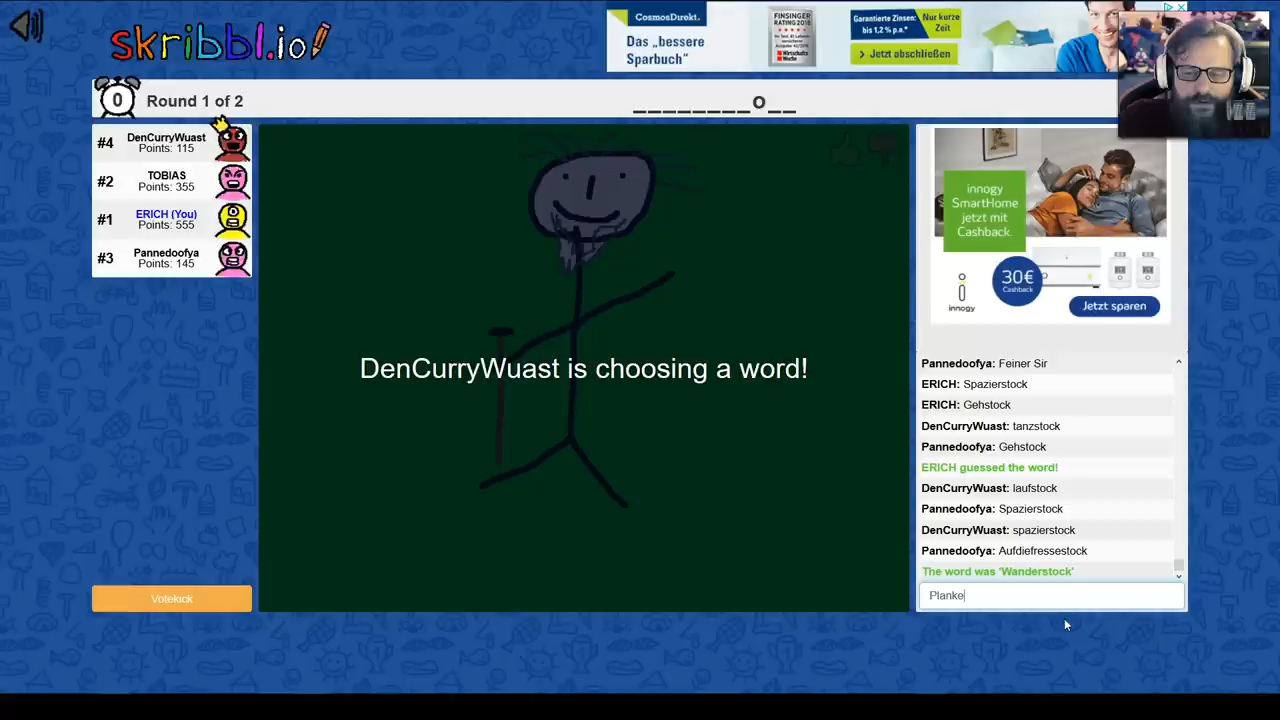 skribbl.io
CosmosDirekt.
Das „bessere
Sparbuch“
FINSINGER
RATING 2018
Garantierte Zinsen:
bis 1,2 % p.a.*
Nur kurze
Zeit
> Jetzt abschließen
0
Round 1 of 2
________o__
#4
DenCurryWuast
Points: 115
#2
TOBIAS
Points: 355
#1
ERICH (You)
Points: 555
#3
Pannedoofya
Points: 145
Votekick
DenCurryWuast is choosing a word!
innogy
SmartHome
jetzt mit
Cashback.
innogy
30€
Cashback
Jetzt sparen
Pannedoofya: Feiner Sir
ERICH: Spazierstock
ERICH: Gehstock
DenCurryWuast: tanzstock
Pannedoofya: Gehstock
ERICH guessed the word!
DenCurryWuast: laufstock
Pannedoofya: Spazierstock
DenCurryWuast: spazierstock
Pannedoofya: Aufdiefressestock
The word was 'Wanderstock'
Planke